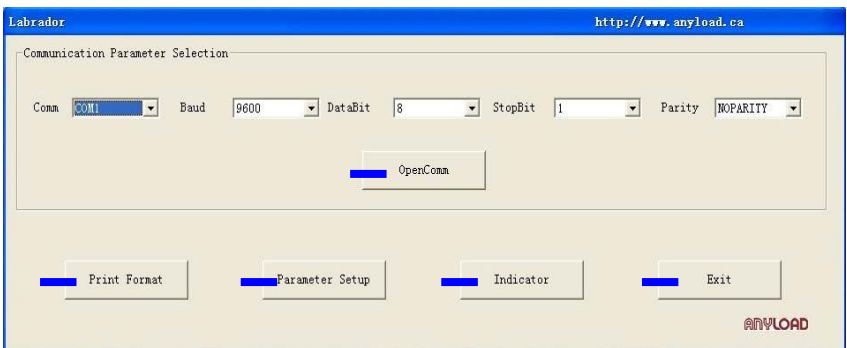 Labrador http://www.anyload.ca
Communication Parameter Selection
Comm COM1 Baud 9600 DataBit 8 StopBit 1 Parity NOPARITY
OpenComm
Print Format Parameter Setup Indicator Exit
ANYLOAD